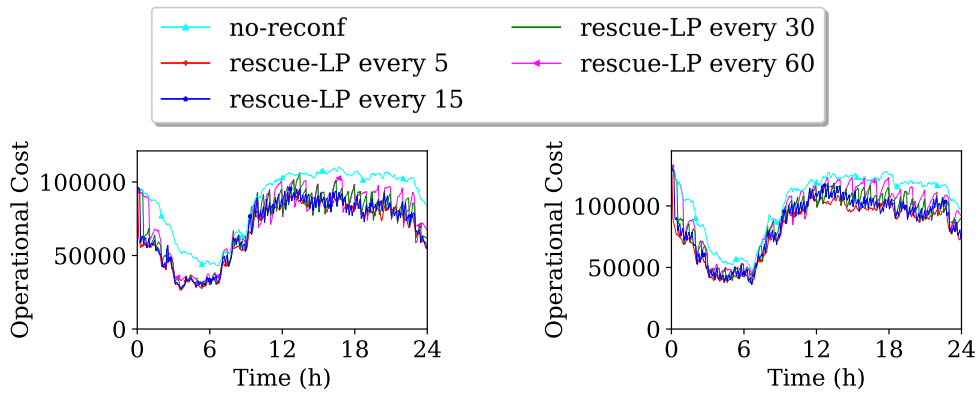 no-reconf
rescue-LP every 5
rescue-LP every 15
rescue-LP every 30
rescue-LP every 60
Operational Cost
100000
50000
0
0 6 12 18 24
Time (h)
Operational Cost
100000
50000
0
0 6 12 18 24
Time (h)